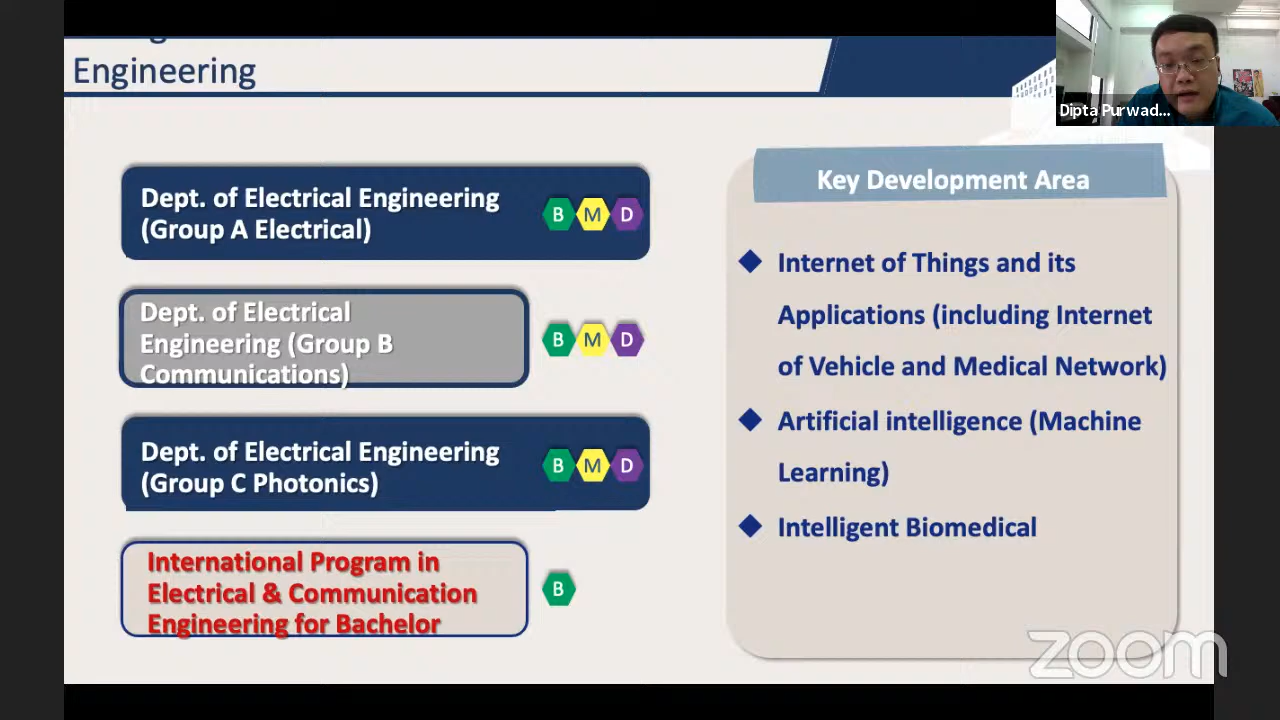 Engineering
Dipta Purwad...
Dept. of Electrical Engineering
(Group A Electrical)
B M D
Dept. of Electrical
Engineering (Group B
Communications)
B M D
Dept. of Electrical Engineering
(Group C Photonics)
B M D
International Program in
Electrical & Communication
Engineering for Bachelor
B
Key Development Area
Internet of Things and its
Applications (including Internet
of Vehicle and Medical Network)
Artificial intelligence (Machine
Learning)
Intelligent Biomedical
zoom